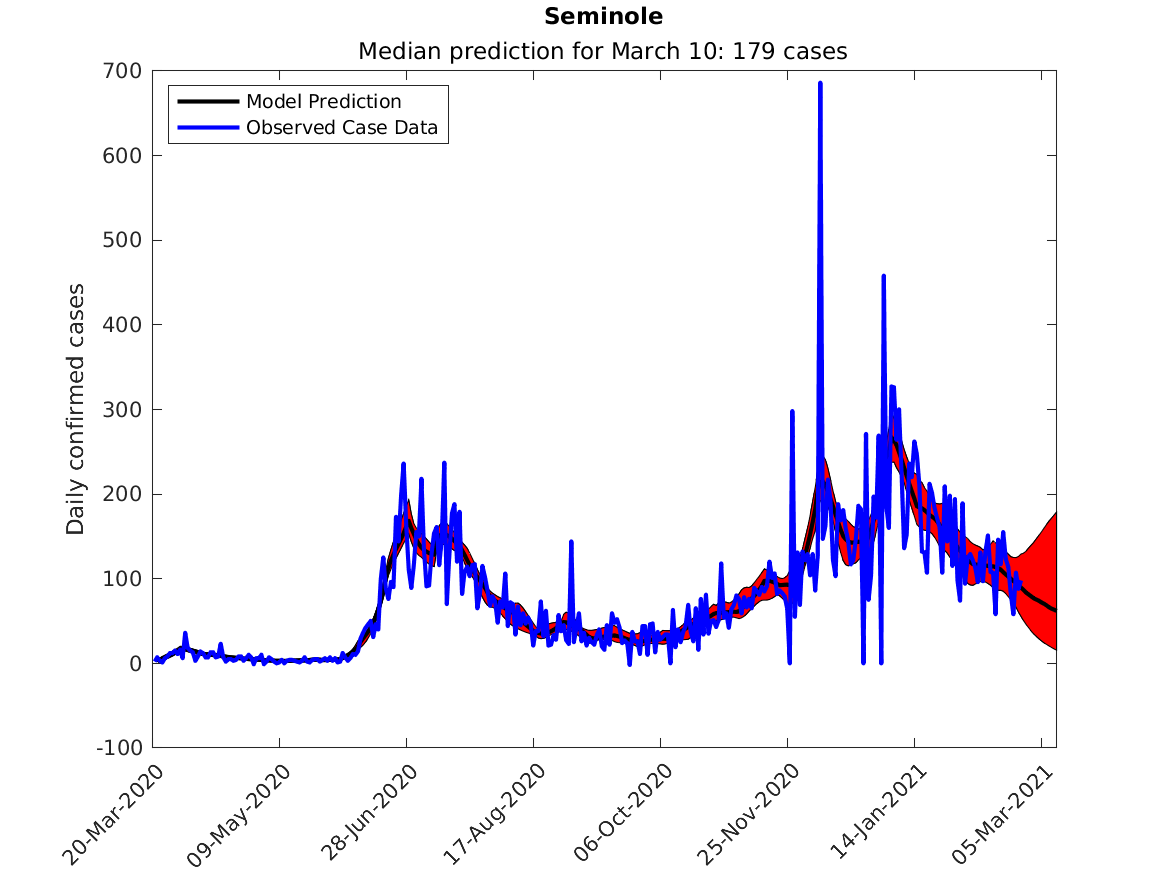 Seminole
Median prediction for March 10: 179 cases
Model Prediction
Observed Case Data
Daily confirmed cases
700
600
500
400
300
200
100
0
-100
20-Mar-2020
09-May-2020
28-Jun-2020
17-Aug-2020
06-Oct-2020
25-Nov-2020
14-Jan-2021
05-Mar-2021